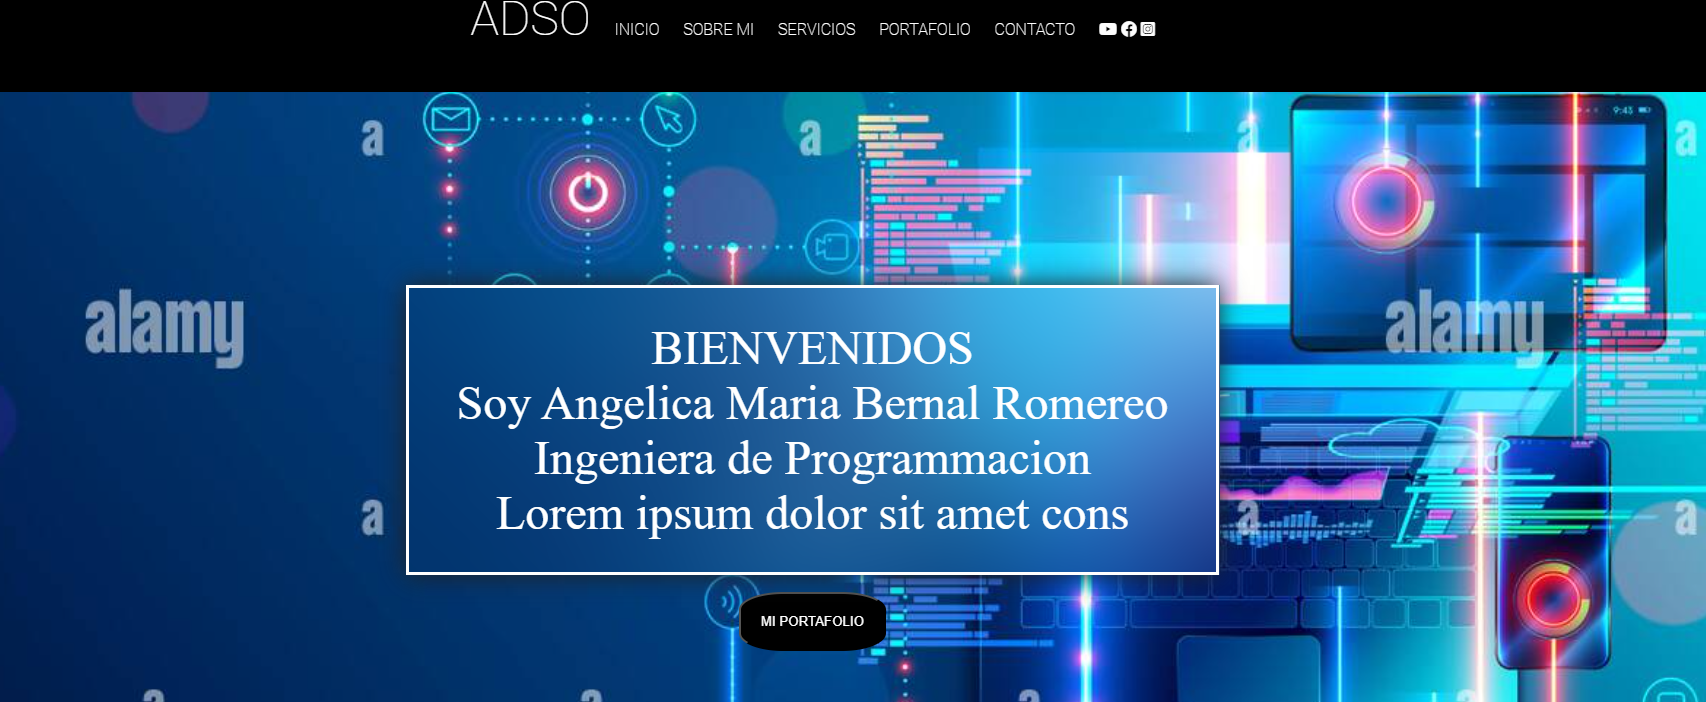 ADSO
INICIO SOBRE MI SERVICIOS PORTAFOLIO CONTACTO
a a a a
9:43
alamy alamy
BIENVENIDOS
Soy Angelica Maria Bernal Romereo
Ingeniera de Programmacion
Lorem ipsum dolor sit amet cons
a a a
MI PORTAFOLIO
a a a a